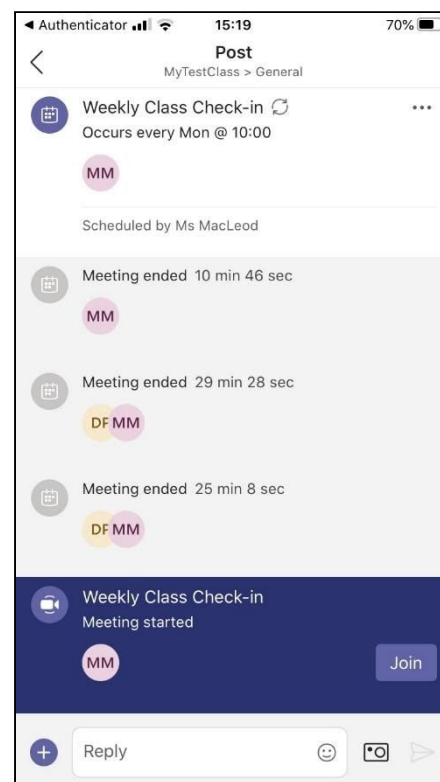 ◄ Authenticator 15:19 70%
Post
MyTestClass > General
Weekly Class Check-in
Occurs every Mon @ 10:00
MM
Scheduled by Ms MacLeod
Meeting ended 10 min 46 sec
MM
Meeting ended 29 min 28 sec
DF MM
Meeting ended 25 min 8 sec
DF MM
Weekly Class Check-in
Meeting started
MM
Join
Reply